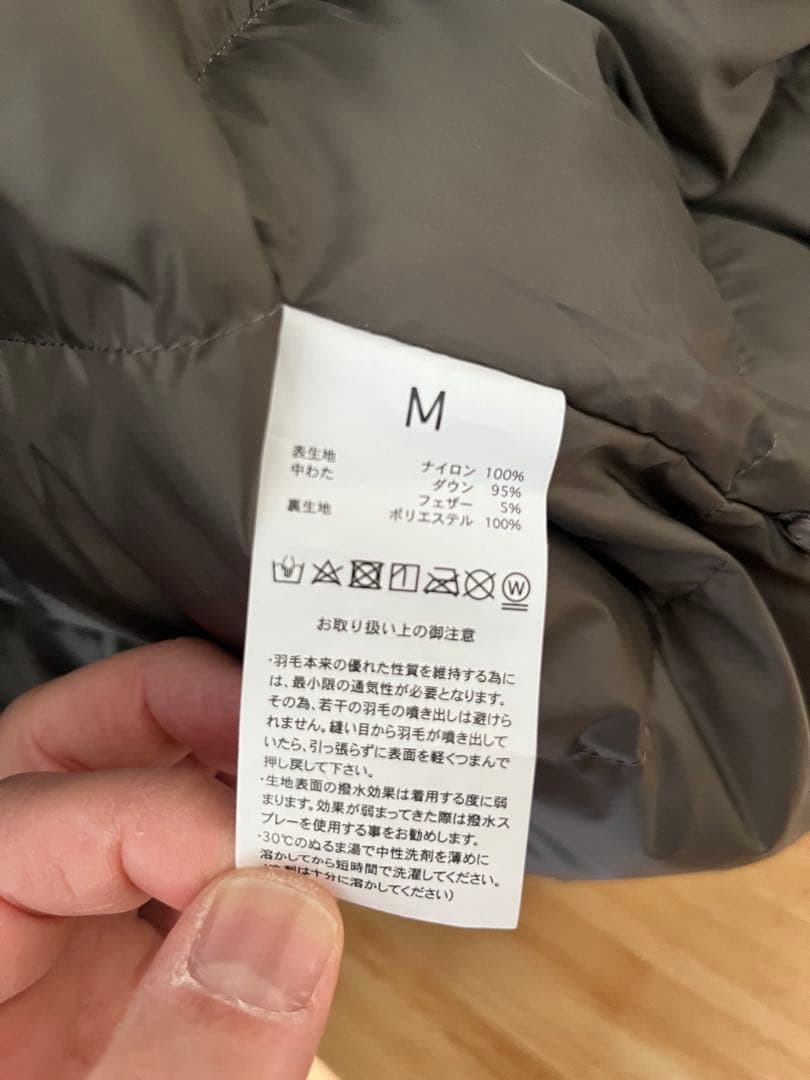 M
表生地 ナイロン 100%
中わた ダウン 95%
フェザー 5%
裏生地 ポリエステル 100%
W
お取り扱い上の御注意
・羽毛本来の優れた性質を維持する為に
は、最小限の通気性が必要となります。
その為、若干の羽毛の噴き出しは避けら
れません。縫い目から羽毛が噴き出して
いたら、引っ張らずに表面を軽くつまんで
押し戻して下さい。
・生地表面の撥水効果は着用する度に弱
まります。効果が弱まってきた際は撥水ス
プレーを使用する事をお勧めします。
・30℃のぬるま湯で中性洗剤を薄めに
溶かしてから短時間で洗濯してください。
剤は十分に溶かしてください)